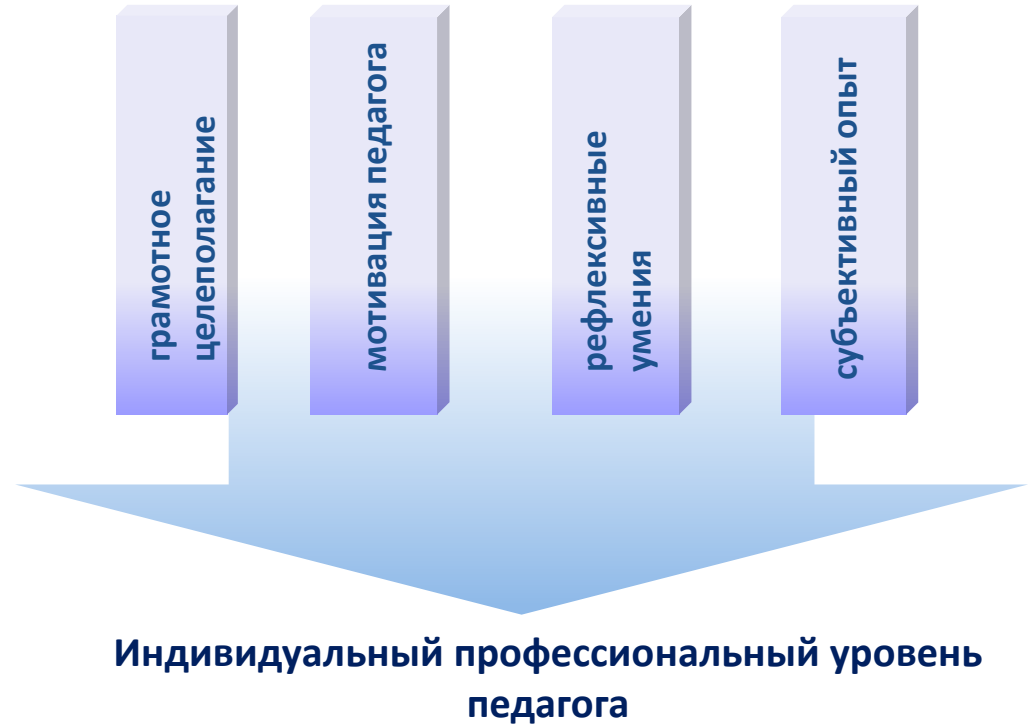 грамотное
целеполагание
мотивация педагога
рефлексивные
умения
субъективный опыт
Индивидуальный профессиональный уровень
педагога